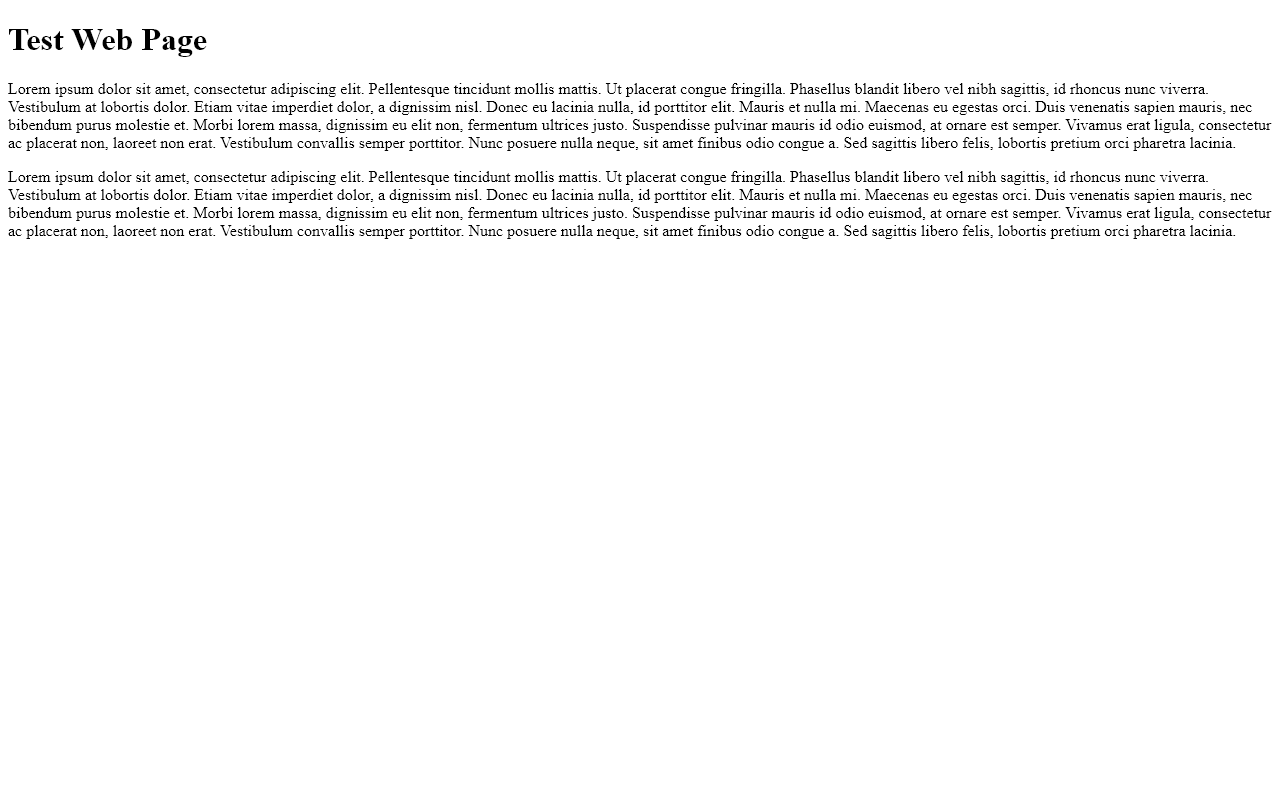 Test Web Page
Lorem ipsum dolor sit amet, consectetur adipiscing elit. Pellentesque tincidunt mollis mattis. Ut placerat congue fringilla. Phasellus blandit libero vel nibh sagittis, id rhoncus nunc viverra.
Vestibulum at lobortis dolor. Etiam vitae imperdiet dolor, a dignissim nisl. Donec eu lacinia nulla, id porttitor elit. Mauris et nulla mi. Maecenas eu egestas orci. Duis venenatis sapien mauris, nec
bibendum purus molestie et. Morbi lorem massa, dignissim eu elit non, fermentum ultrices justo. Suspendisse pulvinar mauris id odio euismod, at ornare est semper. Vivamus erat ligula, consectetur
ac placerat non, laoreet non erat. Vestibulum convallis semper porttitor. Nunc posuere nulla neque, sit amet finibus odio congue a. Sed sagittis libero felis, lobortis pretium orci pharetra lacinia.
Lorem ipsum dolor sit amet, consectetur adipiscing elit. Pellentesque tincidunt mollis mattis. Ut placerat congue fringilla. Phasellus blandit libero vel nibh sagittis, id rhoncus nunc viverra.
Vestibulum at lobortis dolor. Etiam vitae imperdiet dolor, a dignissim nisl. Donec eu lacinia nulla, id porttitor elit. Mauris et nulla mi. Maecenas eu egestas orci. Duis venenatis sapien mauris, nec
bibendum purus molestie et. Morbi lorem massa, dignissim eu elit non, fermentum ultrices justo. Suspendisse pulvinar mauris id odio euismod, at ornare est semper. Vivamus erat ligula, consectetur
ac placerat non, laoreet non erat. Vestibulum convallis semper porttitor. Nunc posuere nulla neque, sit amet finibus odio congue a. Sed sagittis libero felis, lobortis pretium orci pharetra lacinia.